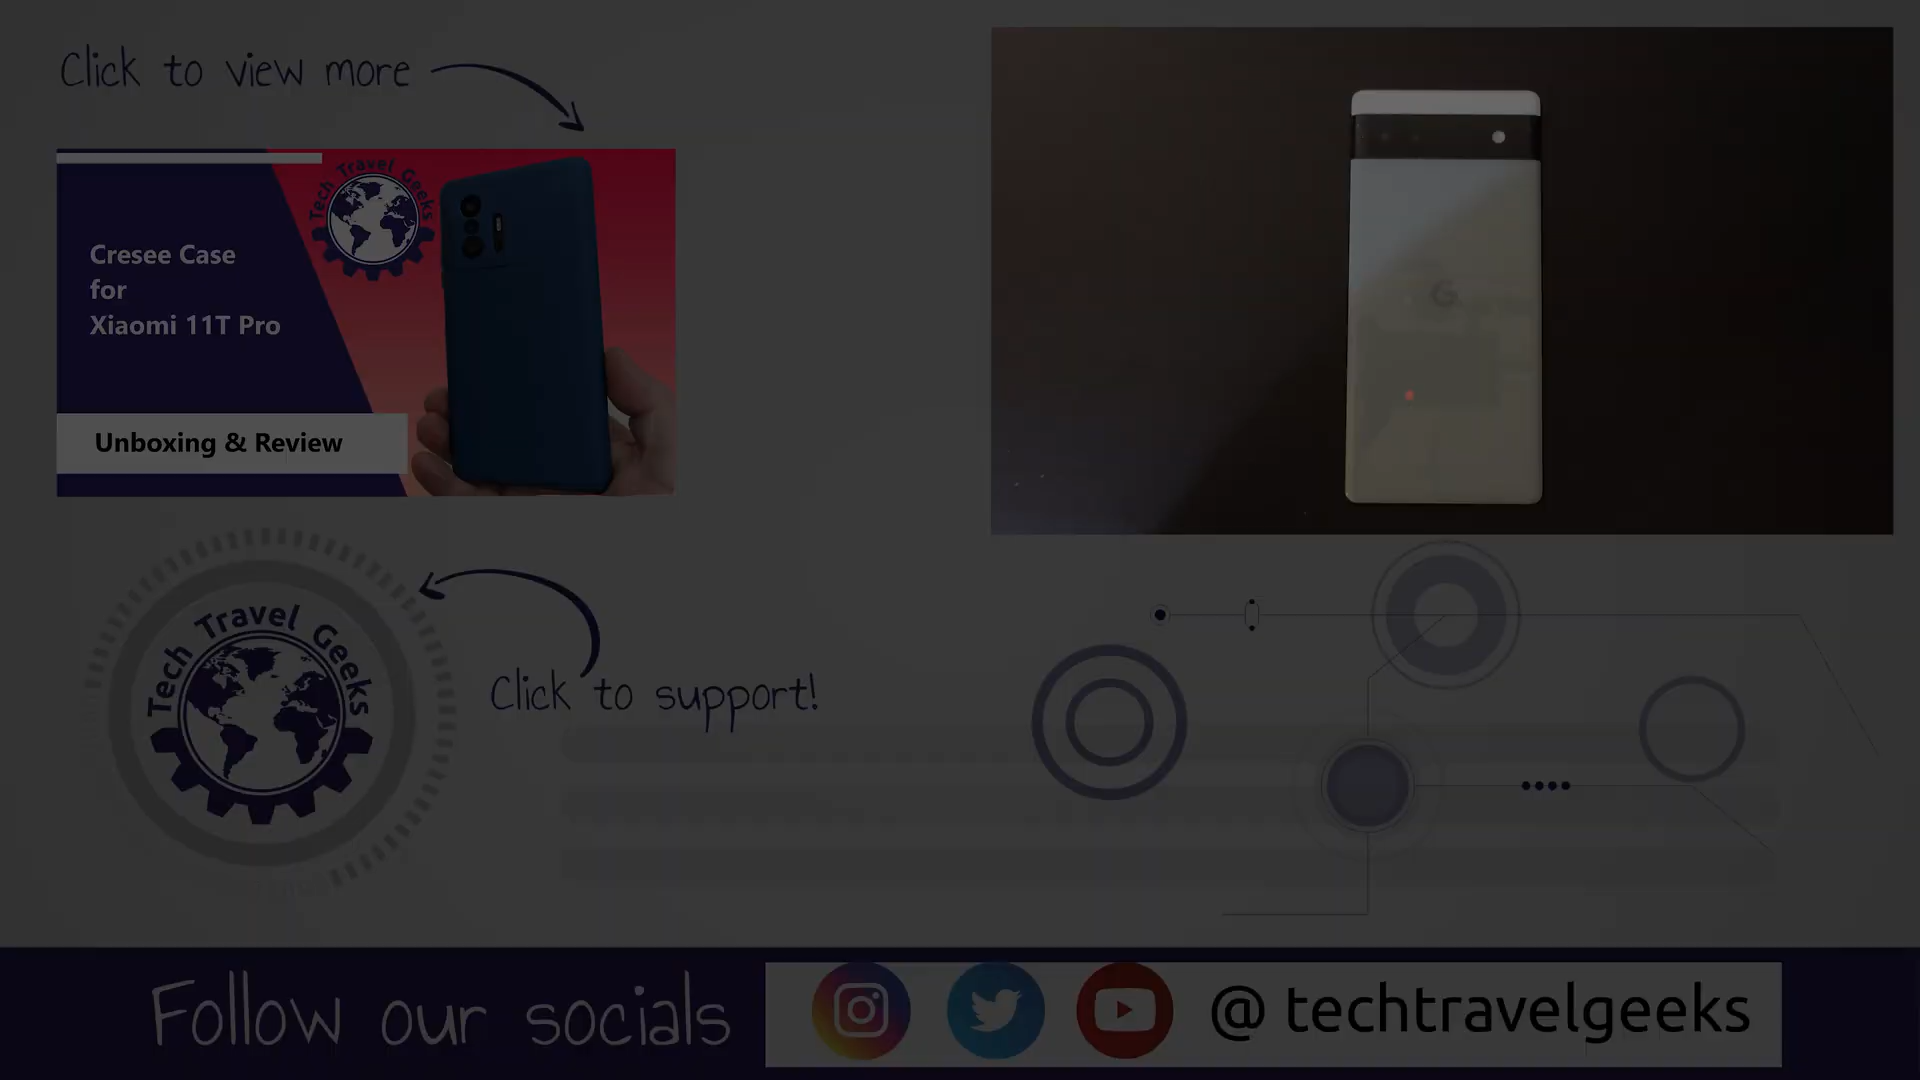 Click to view more
Tech Travel Geeks
Cresee Case
for
Xiaomi 11T Pro
Unboxing & Review
G
Tech Travel Geeks
Click to support!
Follow our socials
@techtravelgeeks